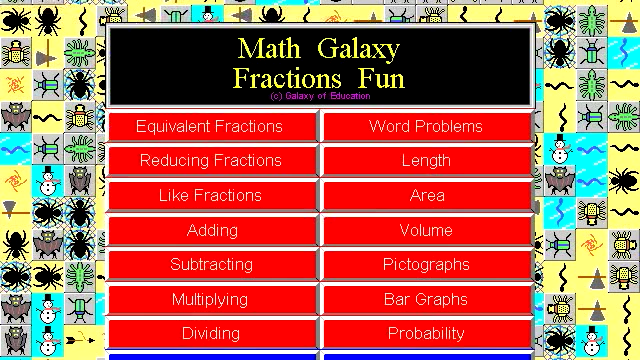 Math Galaxy
Fractions Fun
(c) Galaxy of Education
Equivalent Fractions
Word Problems
Reducing Fractions
Length
Like Fractions
Area
Adding
Volume
Subtracting
Pictographs
Multiplying
Bar Graphs
Dividing
Probability